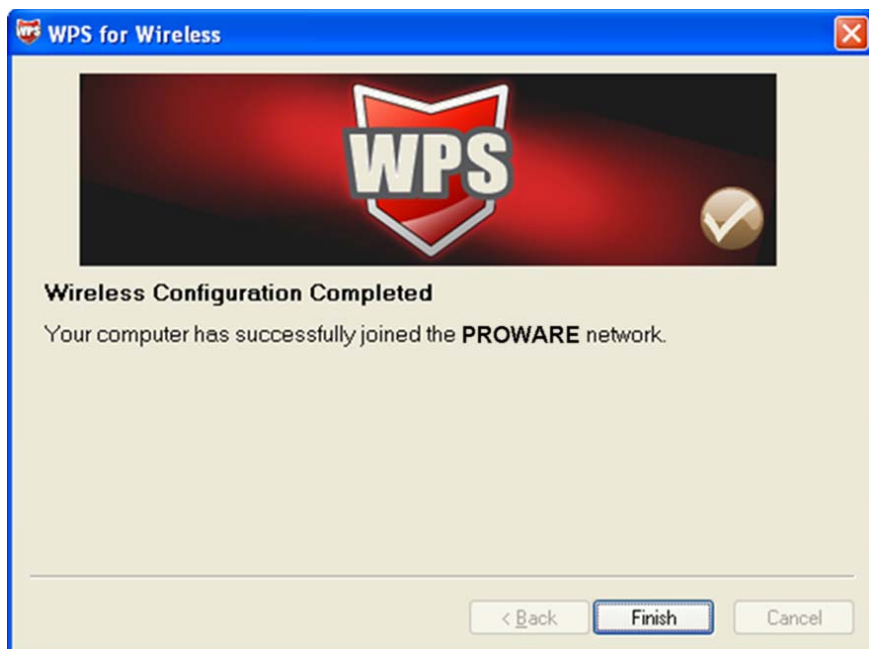 WPS for Wireless
WPS
Wireless Configuration Completed
Your computer has successfully joined the PROWARE network.
< Back
Finish
Cancel